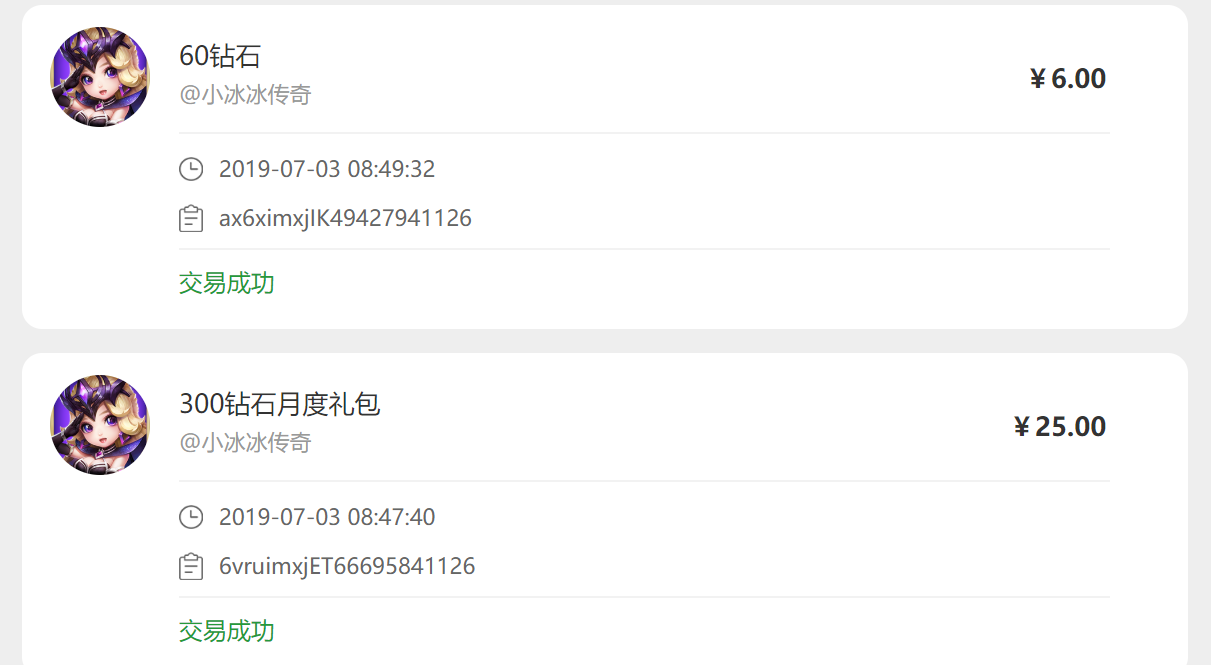 60钻石
@小冰冰传奇
¥ 6.00
2019-07-03 08:49:32
ax6ximxjIK49427941126
交易成功
300钻石月度礼包
@小冰冰传奇
¥ 25.00
2019-07-03 08:47:40
6vruimxjET66695841126
交易成功